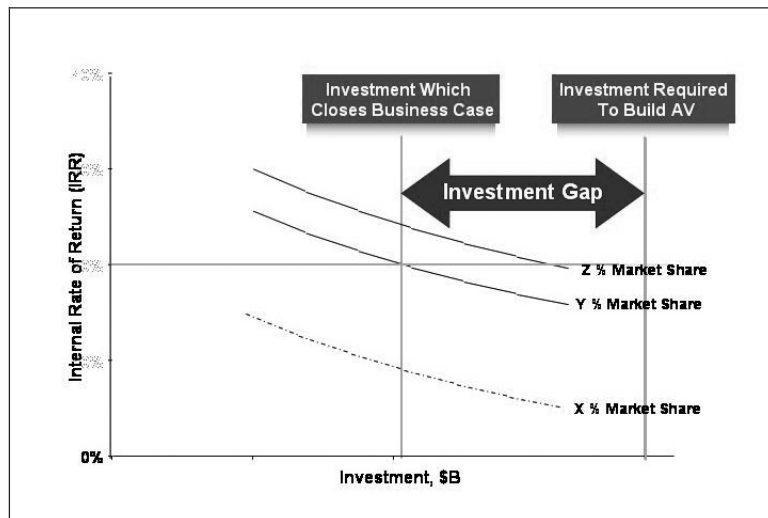 Investment Which
Closes Business Case
Investment Required
To Build AV
Investment Gap
Internal Rate of Return (IRR)
Z % Market Share
Y % Market Share
X % Market Share
0%
Investment, $B